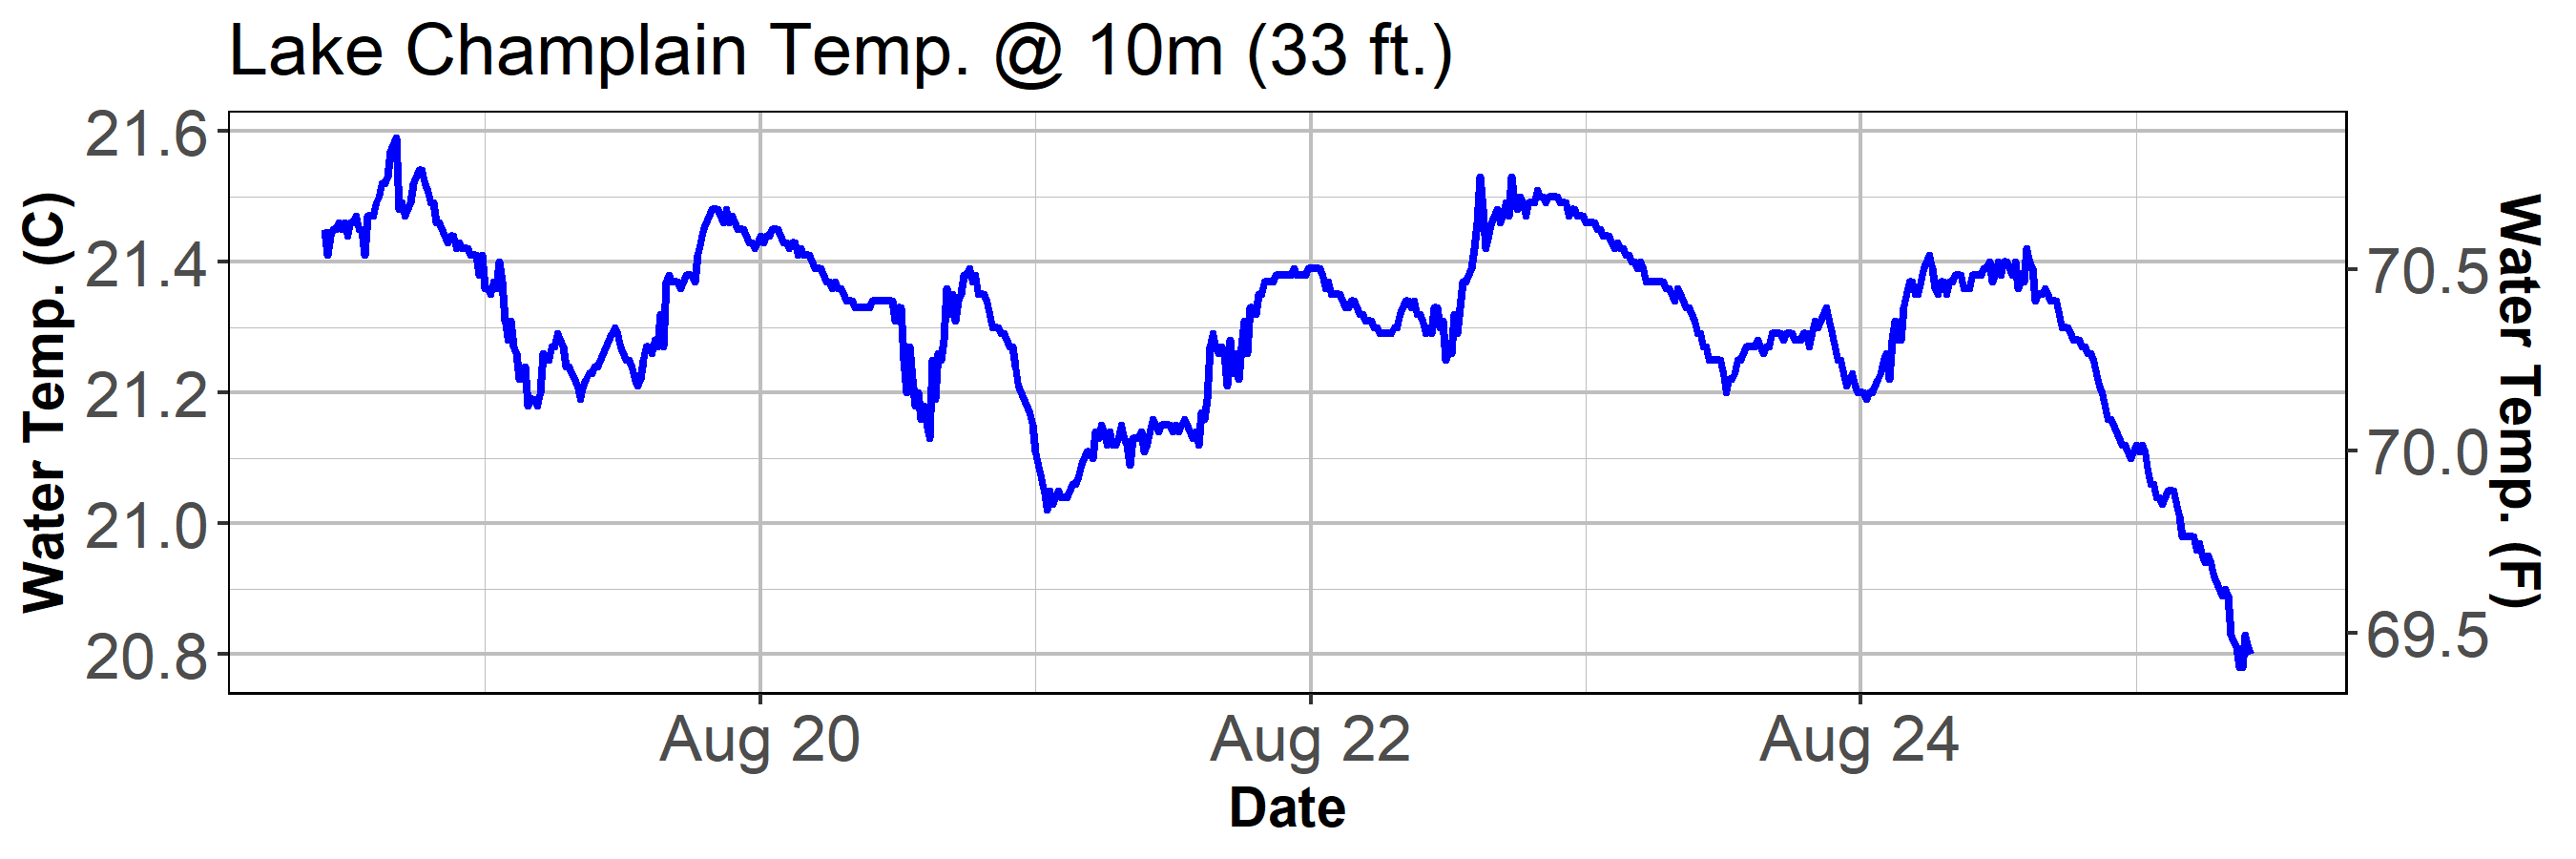 Lake Champlain Temp. @ 10m (33 ft.)
Water Temp. (C)
21.6
21.4
21.2
21.0
20.8
70.5
70.0
69.5
Water Temp. (F)
Aug 20
Aug 22
Aug 24
Date